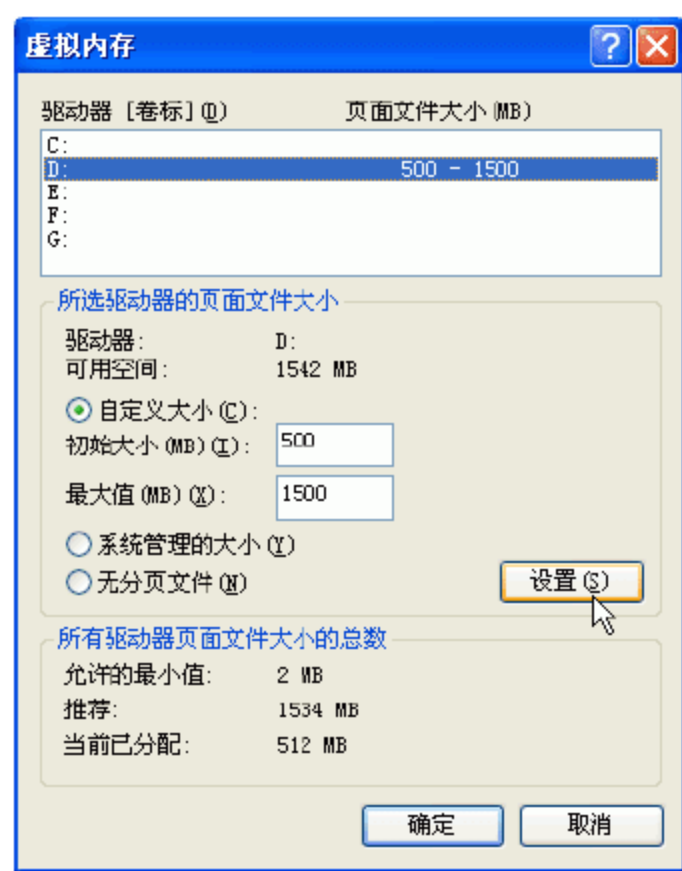 虚拟内存
驱动器 [卷标](D) 页面文件大小(MB)
C:
D: 500 - 1500
E:
F:
G:
所选驱动器的页面文件大小
驱动器: D:
可用空间: 1542 MB
自定义大小(C):
初始大小(MB)(I): 500
最大值(MB)(X): 1500
系统管理的大小(Y)
无分页文件(N)
设置(S)
所有驱动器页面文件大小的总数
允许的最小值: 2 MB
推荐: 1534 MB
当前已分配: 512 MB
确定 取消